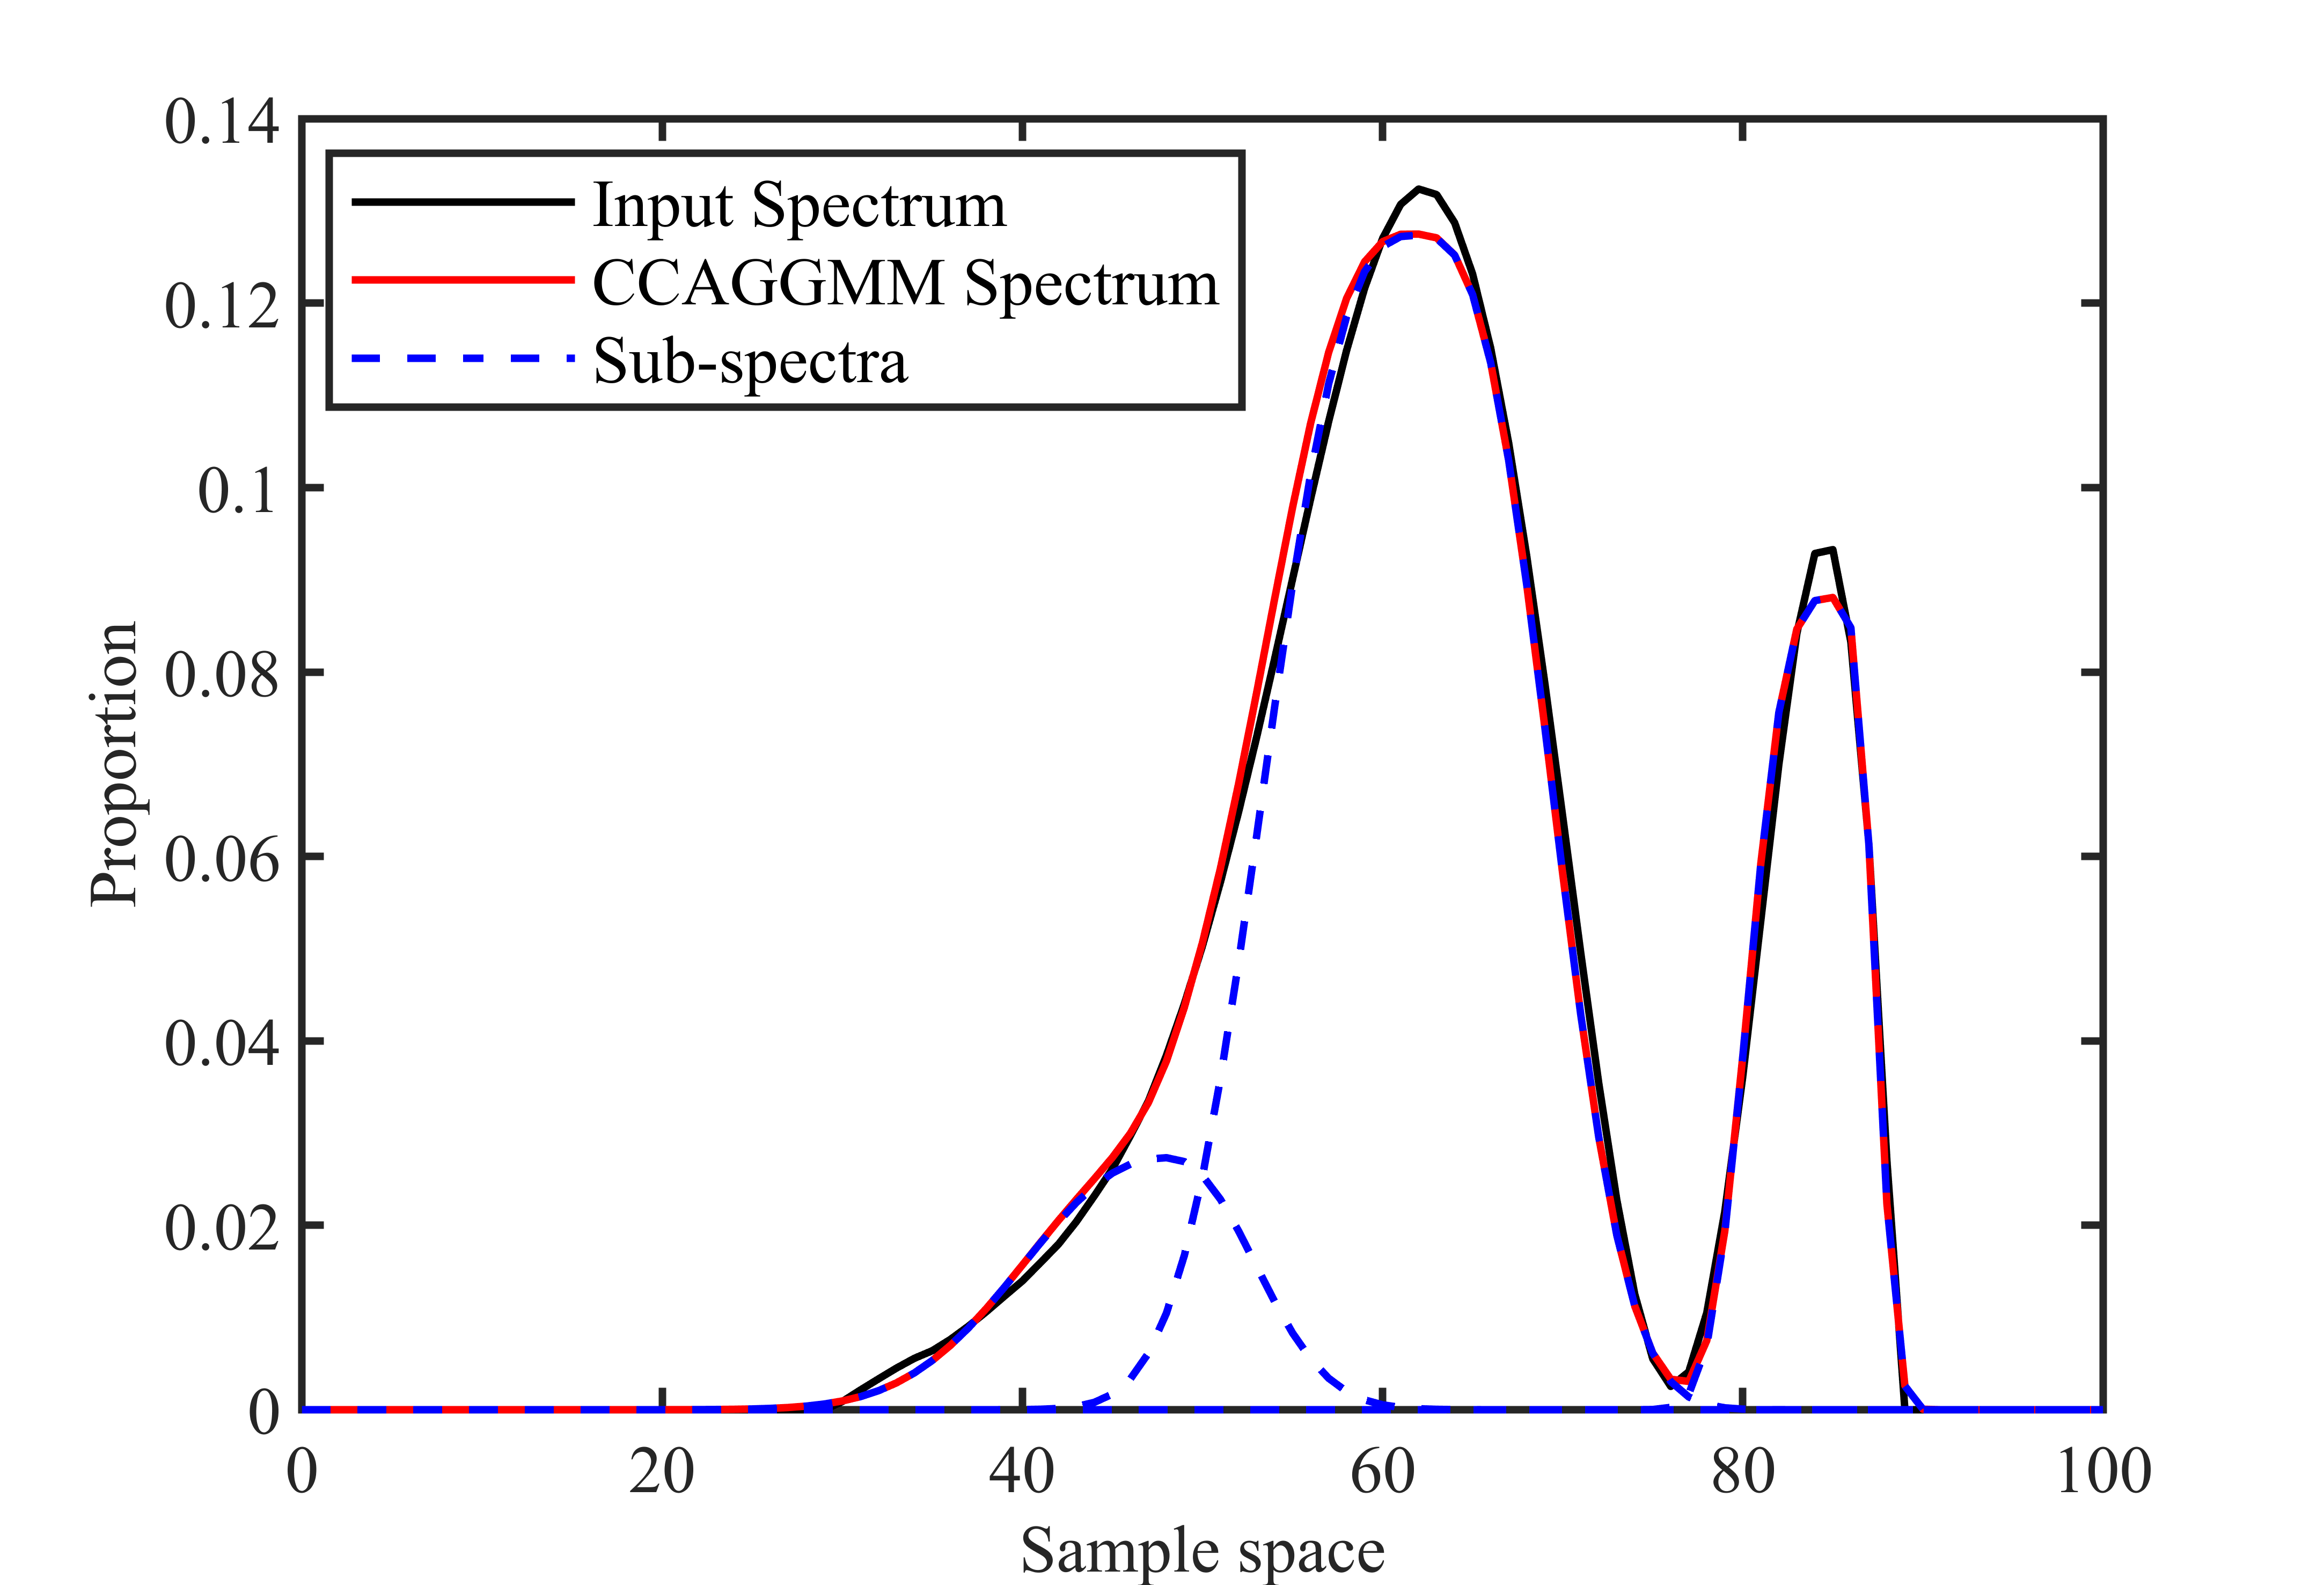 0.14
0.12
0.1
0.08
0.06
0.04
0.02
0
Proportion
Input Spectrum
CCAGGMM Spectrum
Sub-spectra
0 20 40 60 80 100
Sample space